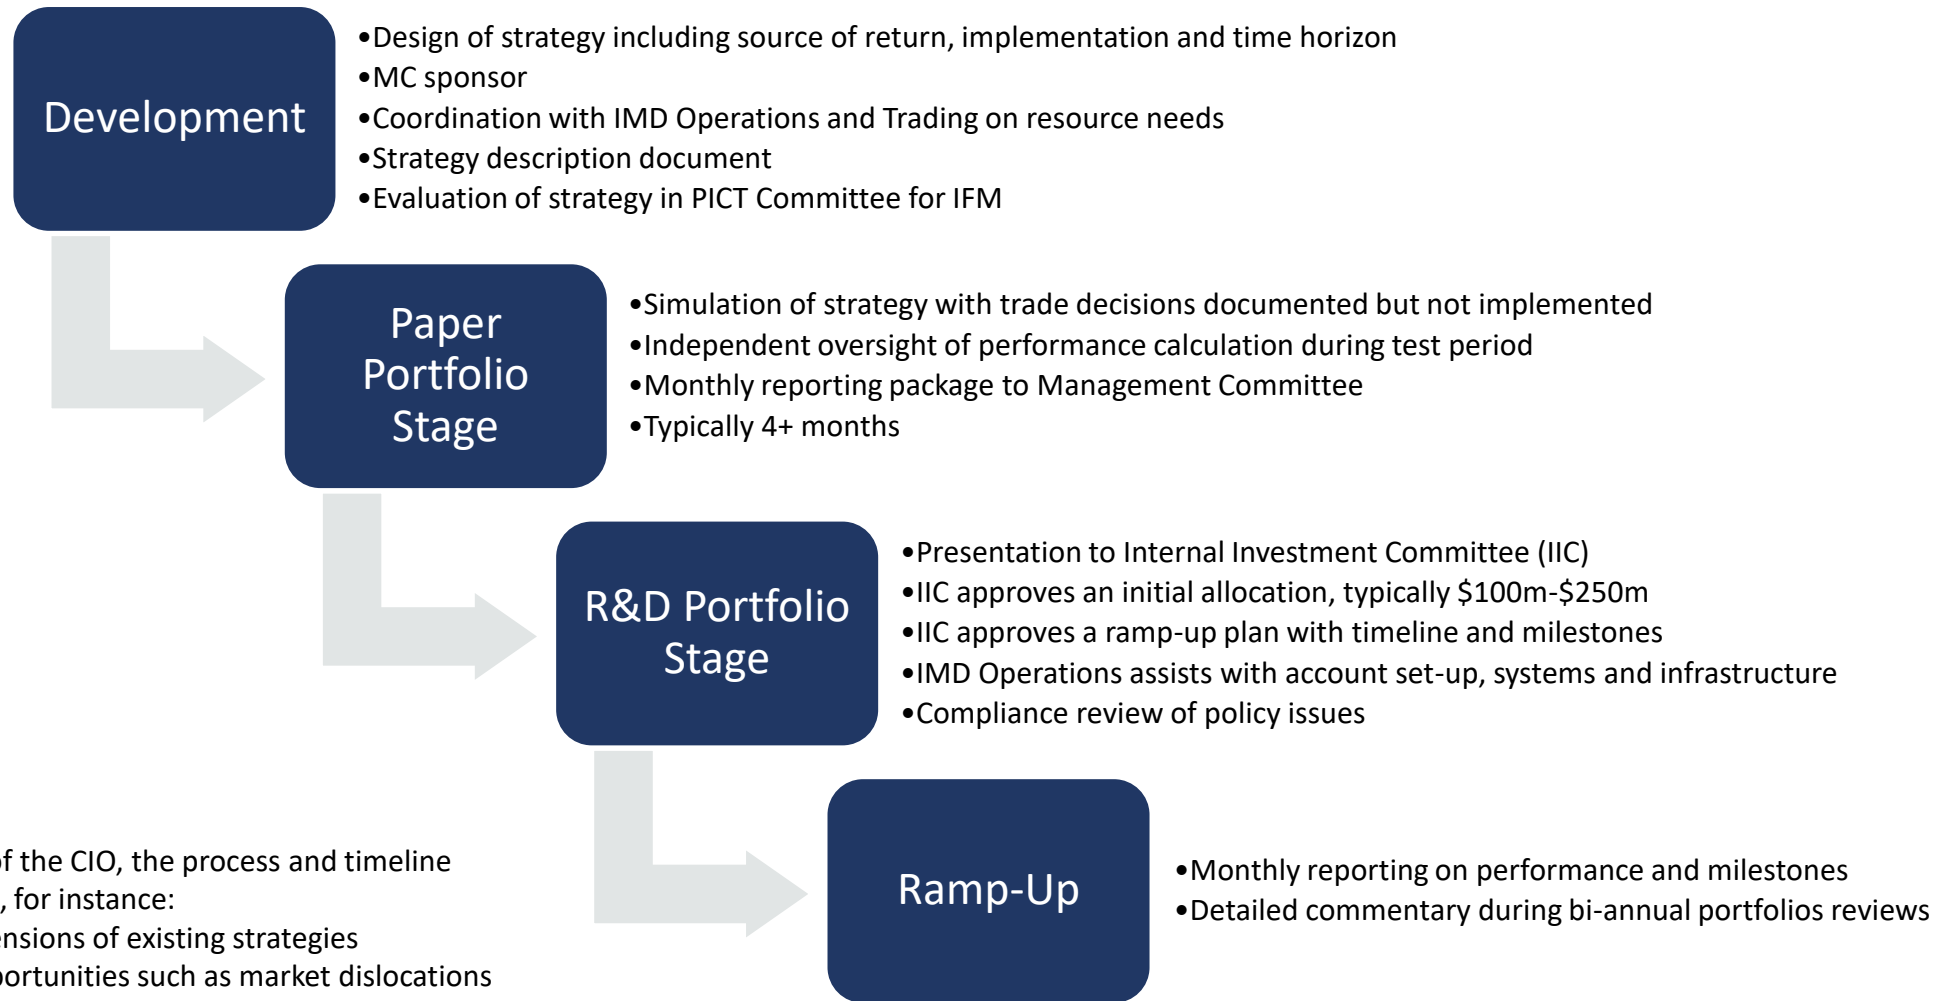 Development
•Design of strategy including source of return, implementation and time horizon
•MC sponsor
•Coordination with IMD Operations and Trading on resource needs
•Strategy description document
•Evaluation of strategy in PICT Committee for IFM
Paper
Portfolio
Stage
•Simulation of strategy with trade decisions documented but not implemented
•Independent oversight of performance calculation during test period
•Monthly reporting package to Management Committee
•Typically 4+ months
R&D Portfolio
Stage
•Presentation to Internal Investment Committee (IIC)
•IIC approves an initial allocation, typically $100m-$250m
•IIC approves a ramp-up plan with timeline and milestones
•IMD Operations assists with account set-up, systems and infrastructure
•Compliance review of policy issues
Ramp-Up
•Monthly reporting on performance and milestones
•Detailed commentary during bi-annual portfolios reviews
of the CIO, the process and timeline
, for instance:
of existing strategies
such as market dislocations